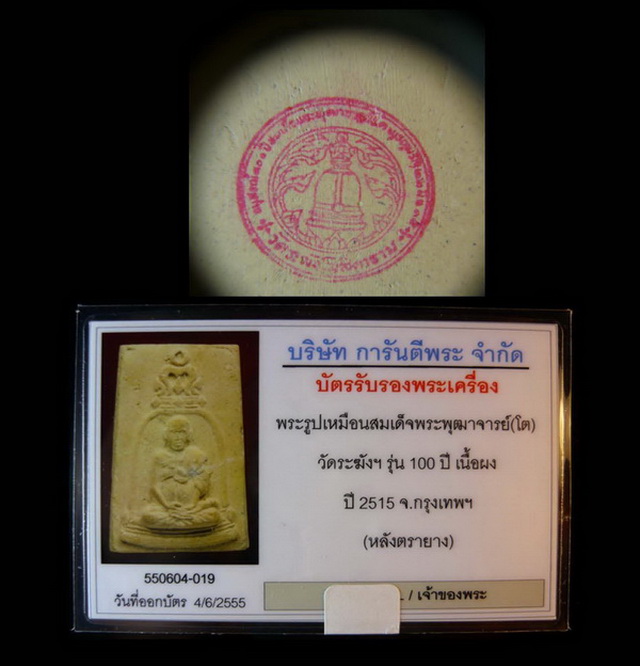 บริษัท การันตีพระ จำกัด
บัตรรับรองพระเครื่อง
พระรูปเหมือนสมเด็จพระพุฒาจารย์(โต)
วัดระฆังฯ รุ่น 100 ปี เนื้อผง
ปี 2515 จ.กรุงเทพฯ
(หลังตรายาง)
550604-019
วันที่ออกบัตร 4/6/2555
/ เจ้าของพระ